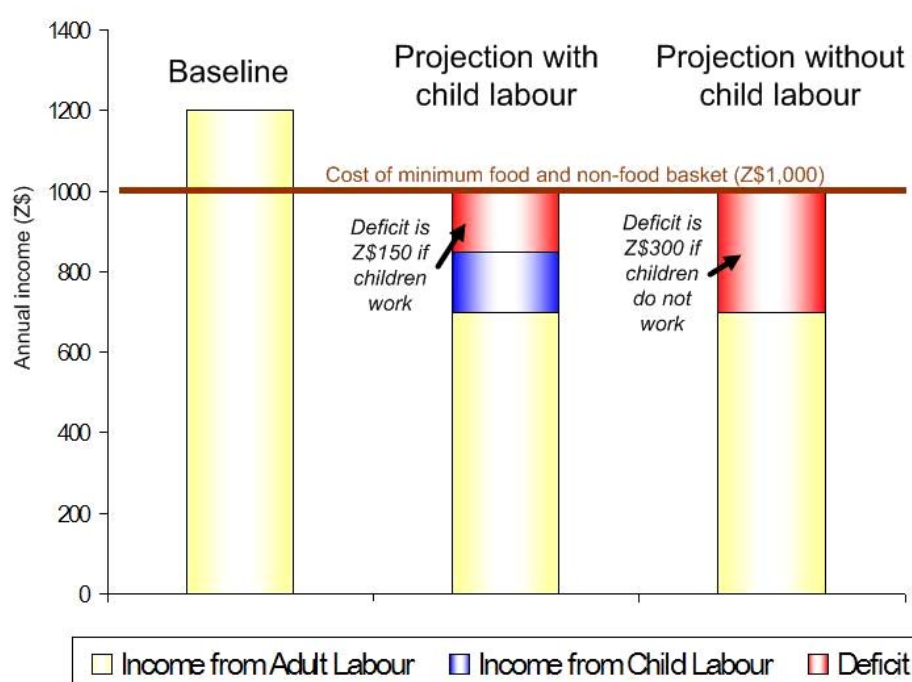 1400
1200
1000
800
600
400
200
0
Annual income (Z$)
Baseline
Projection with
child labour
Projection without
child labour
Cost of minimum food and non-food basket (Z$1,000)
Deficit is
Z$150 if
children
work
Deficit is
Z$300 if
children
do not
work
Income from Adult Labour
Income from Child Labour
Deficit